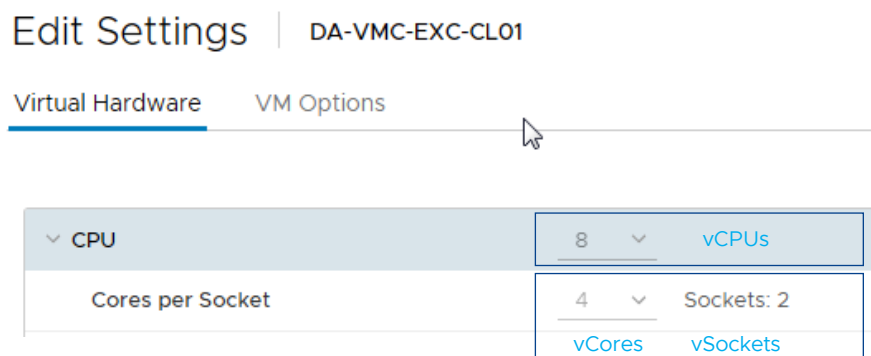 Edit Settings DA-VMC-EXC-CL01
Virtual Hardware VM Options
CPU 8 vCPUs
Cores per Socket 4 Sockets: 2
vCores vSockets